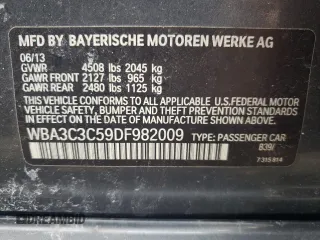 MFD BY BAYERISCHE MOTOREN WERKE AG
06/13
GVWR 4508 lbs 2045 kg
GAWR FRONT 2127 lbs 965 kg
GAWR REAR 2480 lbs 1125 kg
THIS VEHICLE CONFORMS TO ALL APPLICABLE U.S. FEDERAL MOTOR
VEHICLE SAFETY, BUMPER, AND THEFT PREVENTION STANDARDS
IN EFFECT ON THE DATE OF MANUFACTURE SHOWN ABOVE.
WBA3C3C59DF982009 TYPE: PASSENGER CAR
B39/
7315814